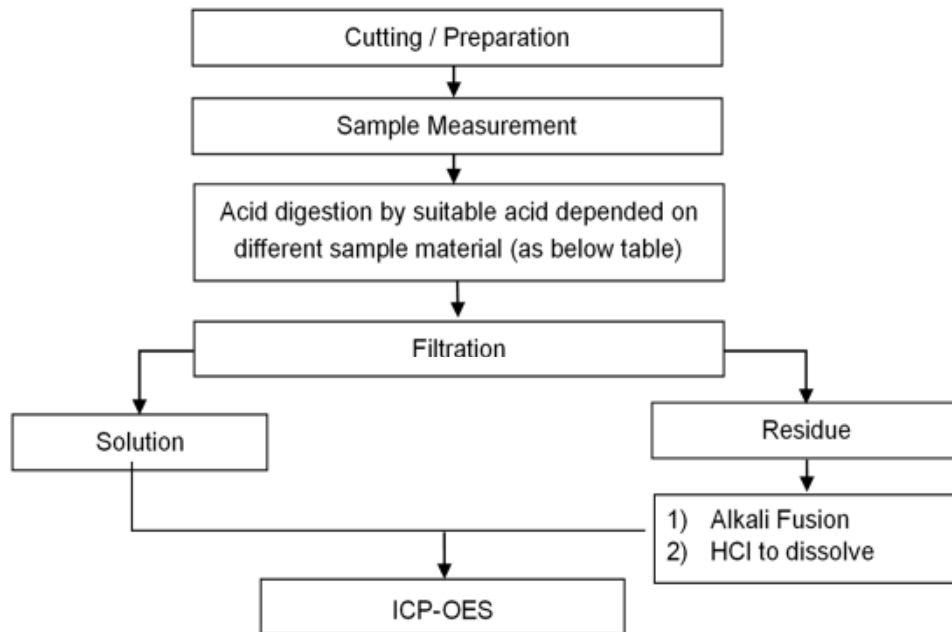 Cutting / Preparation
Sample Measurement
Acid digestion by suitable acid depended on
different sample material (as below table)
Filtration
Solution
Residue
1) Alkali Fusion
2) HCl to dissolve
ICP-OES